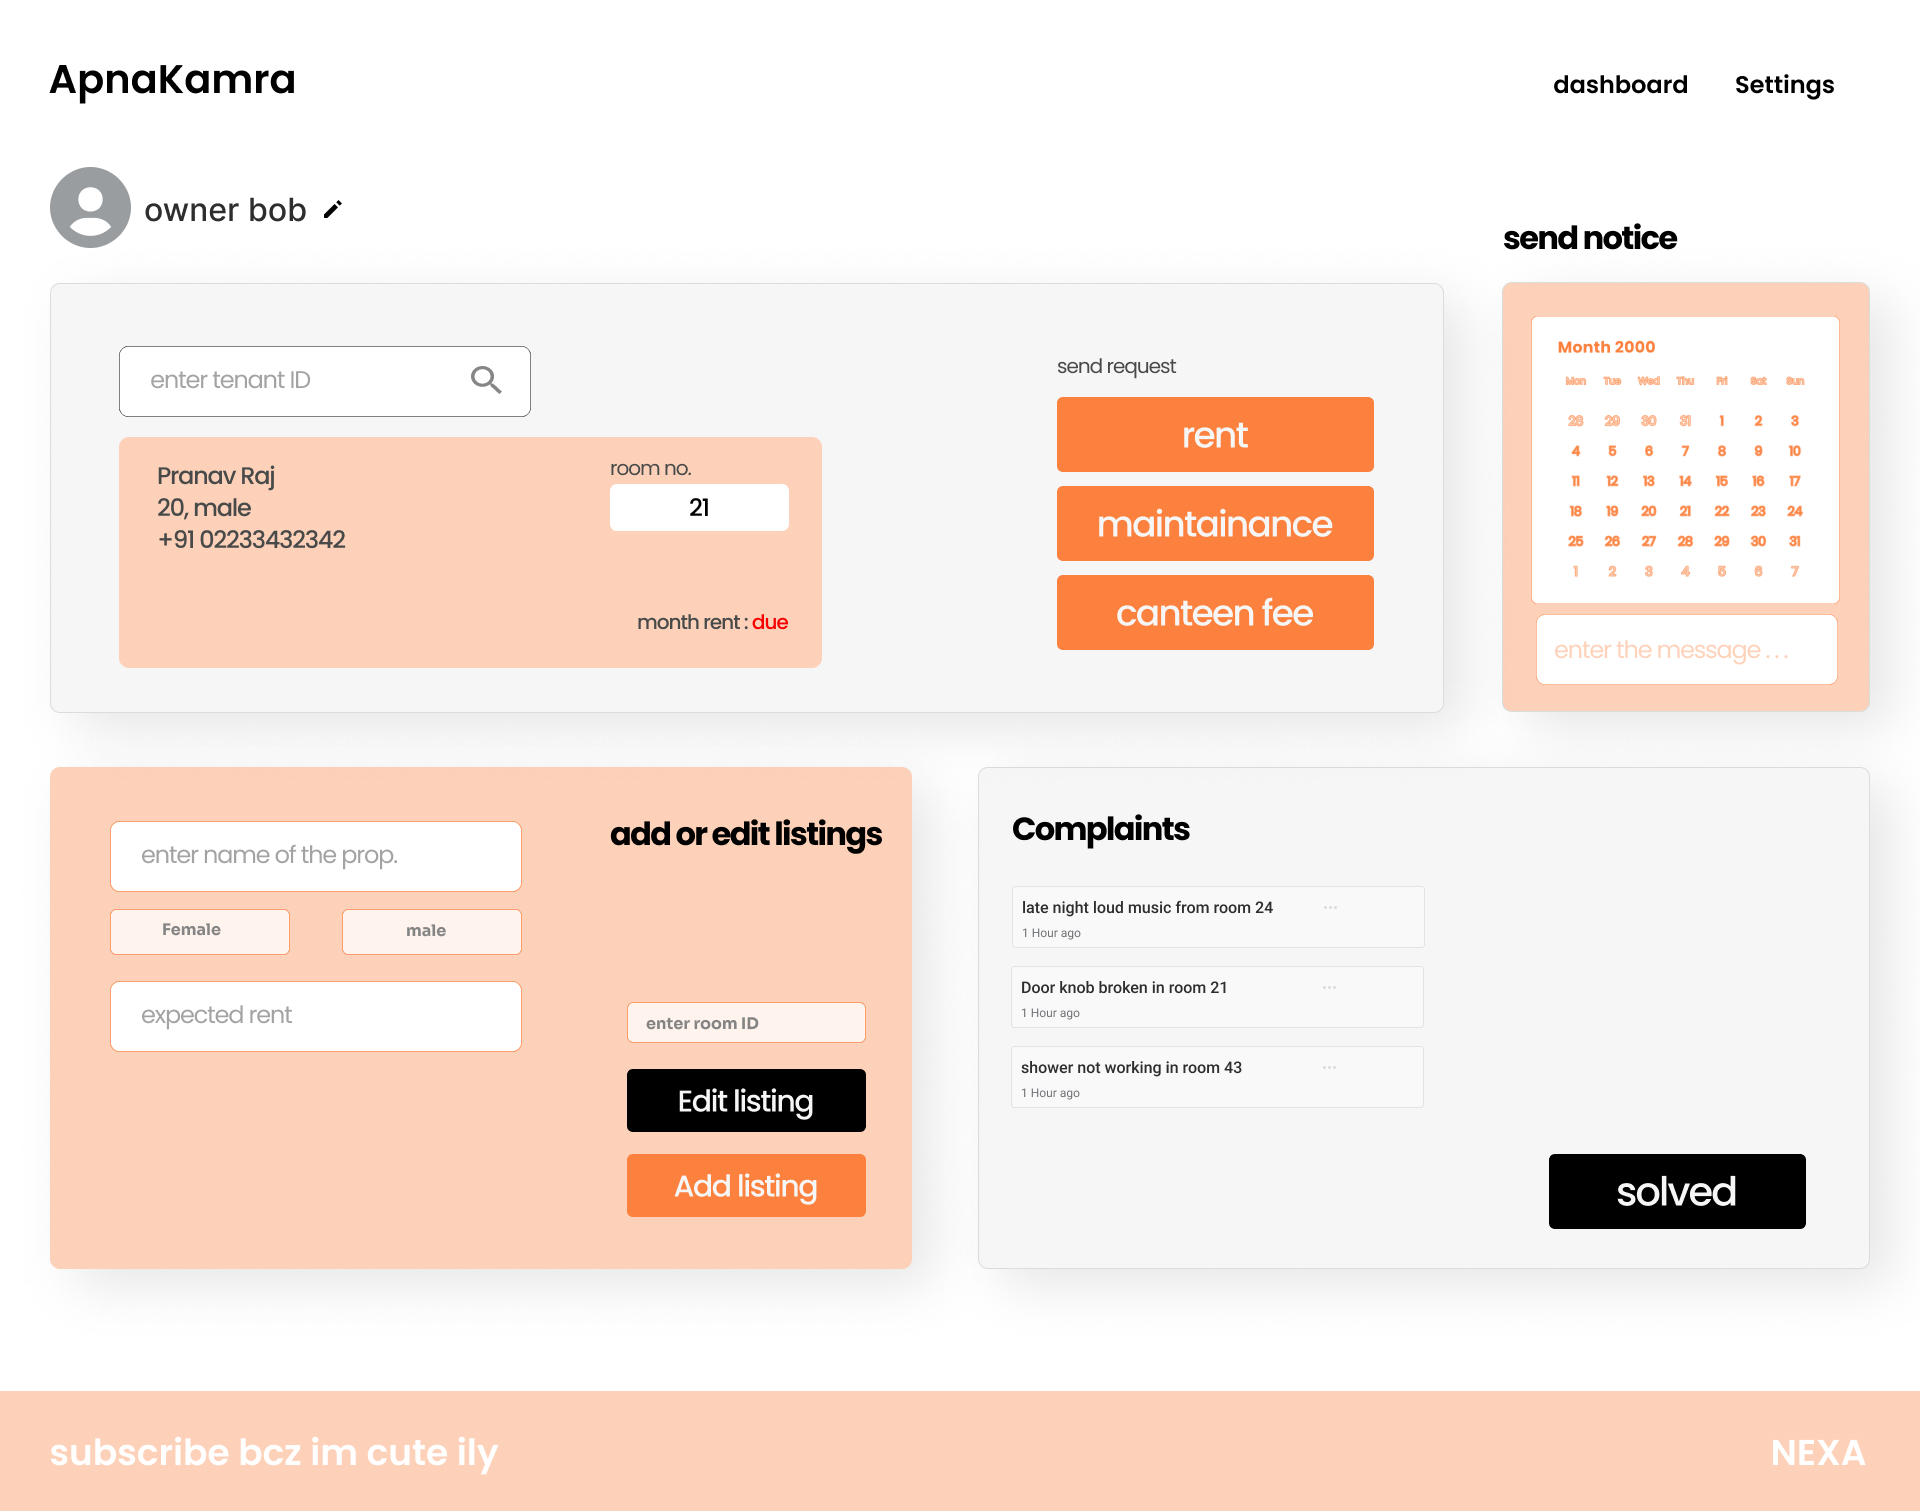 ApnaKamra
dashboard Settings
owner bob
send notice
enter tenant ID
Pranav Raj
20, male
+91 02233432342
room no.
21
month rent : due
send request
rent
maintainance
canteen fee
Month 2000
Mon Tue Wed Thu Fri Sat Sun
28 29 30 31 1 2 3
4 5 6 7 8 9 10
11 12 13 14 15 16 17
18 19 20 21 22 23 24
25 26 27 28 29 30 31
1 2 3 4 5 6 7
enter the message . . .
add or edit listings
enter name of the prop.
Female male
expected rent
enter room ID
Edit listing
Add listing
Complaints
late night loud music from room 24
1 Hour ago
Door knob broken in room 21
1 Hour ago
shower not working in room 43
1 Hour ago
solved
subscribe bcz im cute ily
NEXA